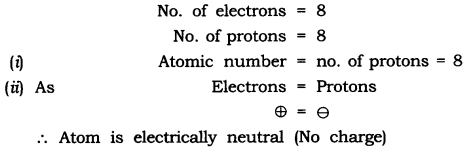 No. of electrons = 8
No. of protons = 8
(i) Atomic number = no. of protons = 8
(ii) As Electrons = Protons
⊕ = ⊖
∴ Atom is electrically neutral (No charge)